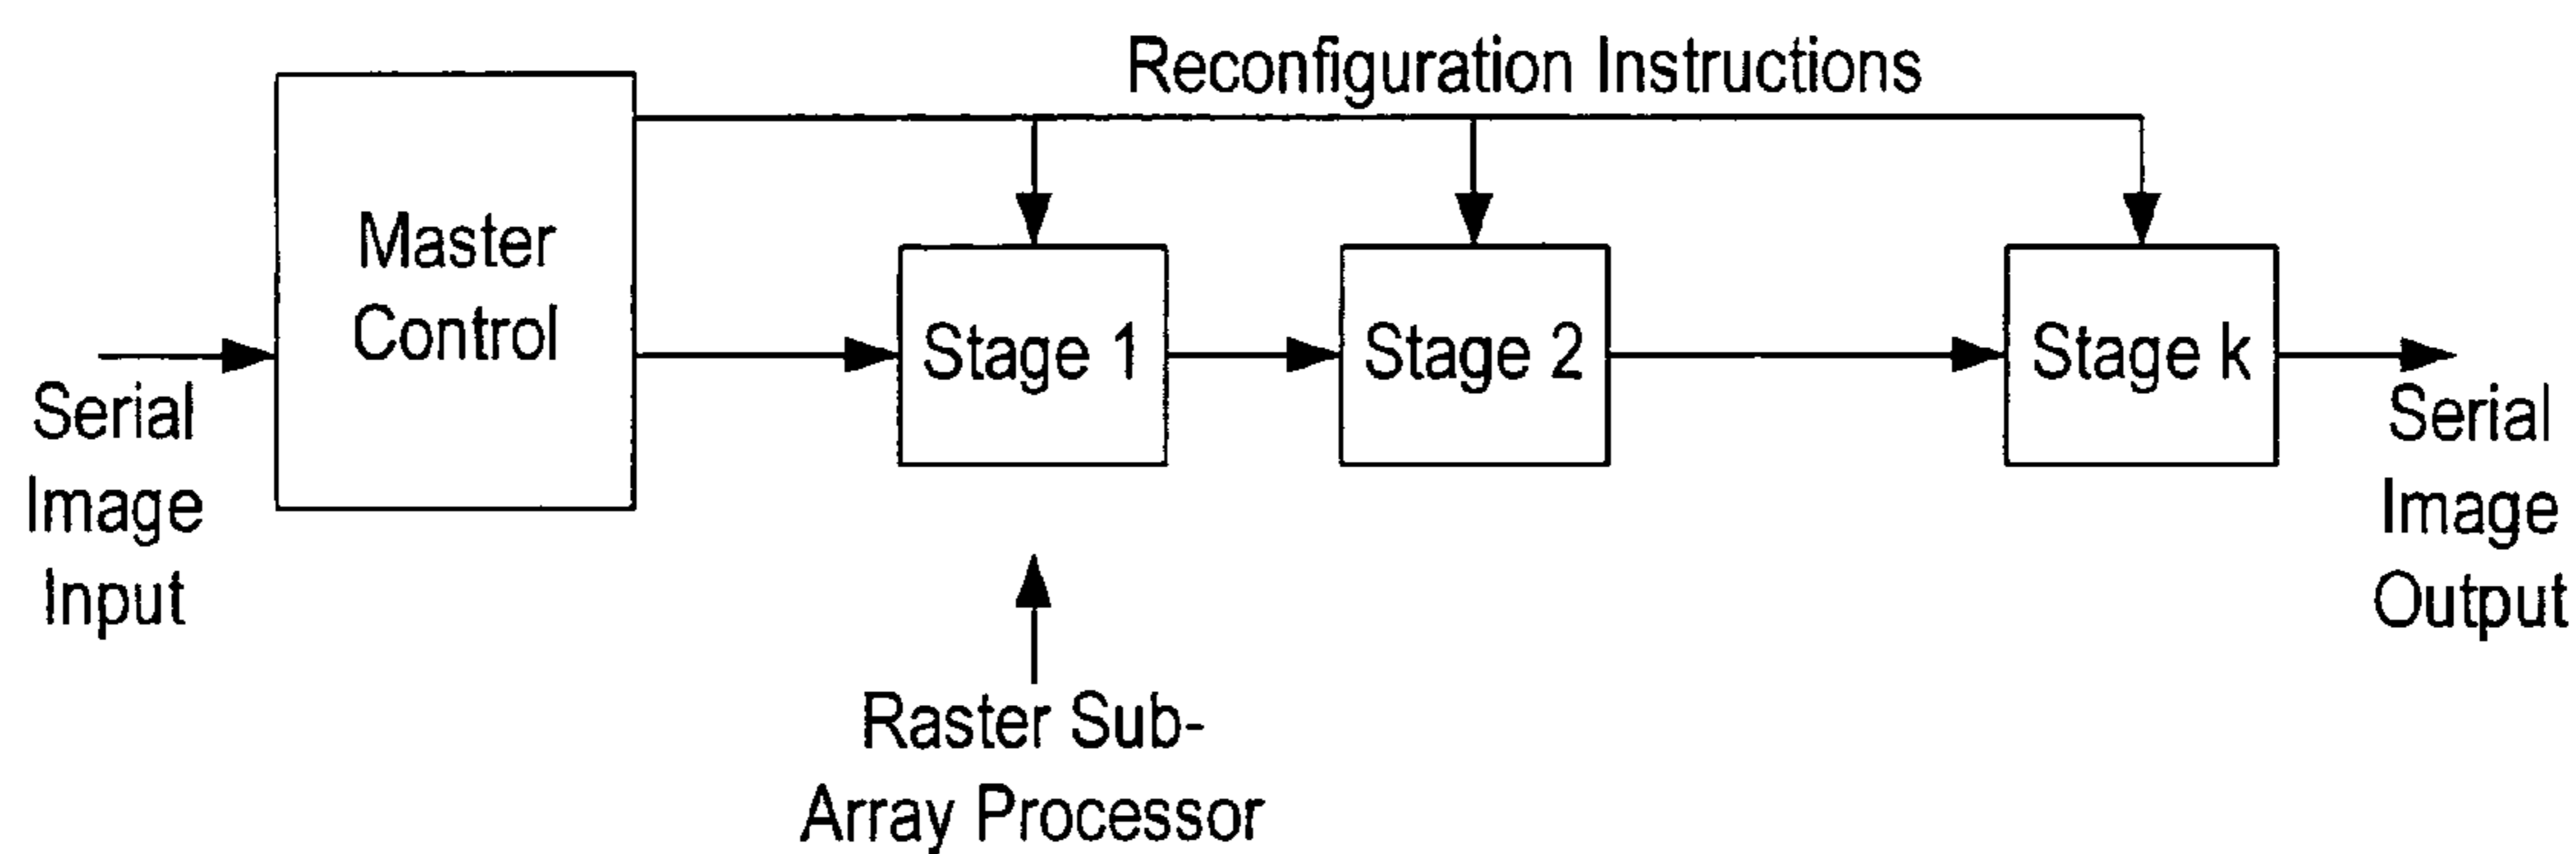 Reconfiguration Instructions
Master
Control
Stage 1
Stage 2
Stage k
Serial
Image
Input
Serial
Image
Output
Raster Sub-
Array Processor